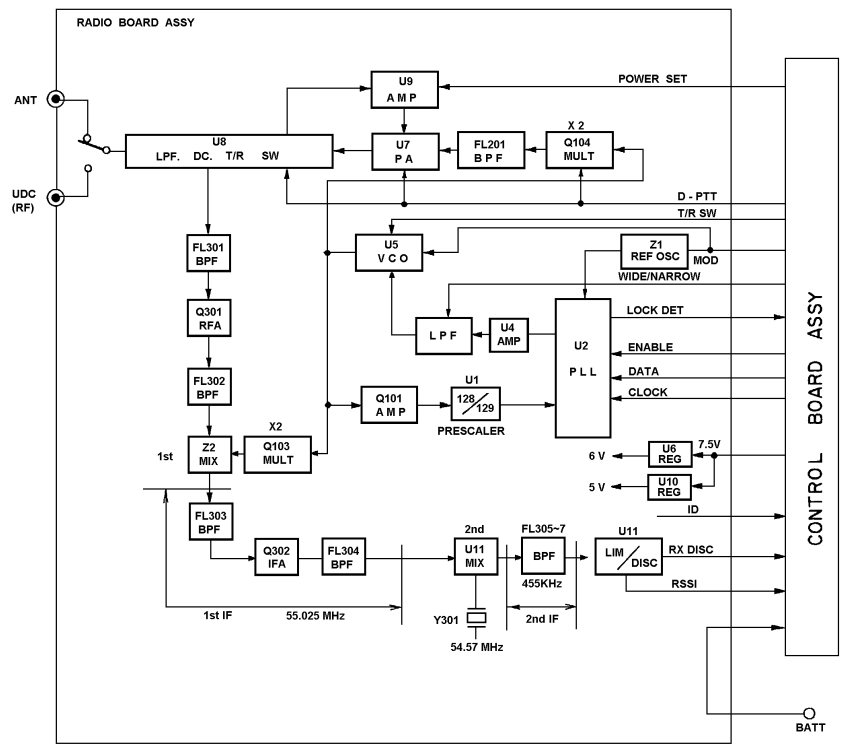 RADIO BOARD ASSY
ANT
UDC
(RF)
U9
AMP
POWER SET
U8
LPF. DC. T/R SW
U7
PA
FL201
BPF
X 2
Q104
MULT
D - PTT
T/R SW
FL301
BPF
U5
VCO
Z1
REF OSC
MOD
WIDE/NARROW
Q301
RFA
LPF
U4
AMP
U2
PLL
LOCK DET
ENABLE
DATA
CLOCK
FL302
BPF
Q101
AMP
U1
128/129
PRESCALER
1st
Z2
MIX
X2
Q103
MULT
6 V
U6
REG
7.5V
5 V
U10
REG
ID
FL303
BPF
Q302
IFA
FL304
BPF
2nd
U11
MIX
FL305~7
BPF
455KHz
U11
LIM/DISC
RX DISC
RSSI
1st IF
55.025 MHz
Y301
54.57 MHz
2nd IF
BATT
CONTROL BOARD ASSY